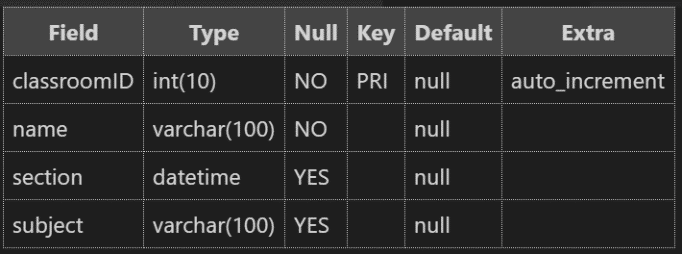 Field Type Null Key Default Extra
classroomID int(10) NO PRI null auto_increment
name varchar(100) NO null
section datetime YES null
subject varchar(100) YES null